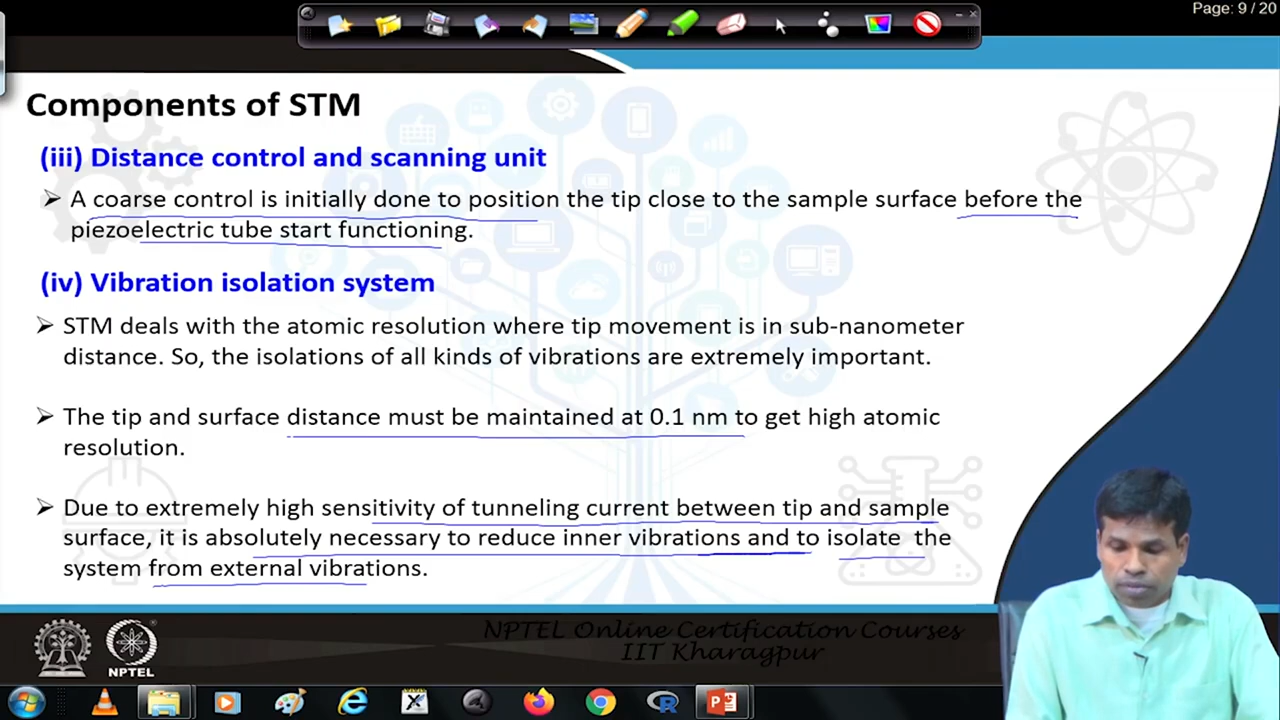 Page: 9 / 20
Components of STM
(iii) Distance control and scanning unit
➢ A coarse control is initially done to position the tip close to the sample surface before the
piezoelectric tube start functioning.
(iv) Vibration isolation system
➢ STM deals with the atomic resolution where tip movement is in sub-nanometer
distance. So, the isolations of all kinds of vibrations are extremely important.
➢ The tip and surface distance must be maintained at 0.1 nm to get high atomic
resolution.
➢ Due to extremely high sensitivity of tunneling current between tip and sample
surface, it is absolutely necessary to reduce inner vibrations and to isolate the
system from external vibrations.
NPTEL Online Certification Courses
IIT Kharagpur
NPTEL